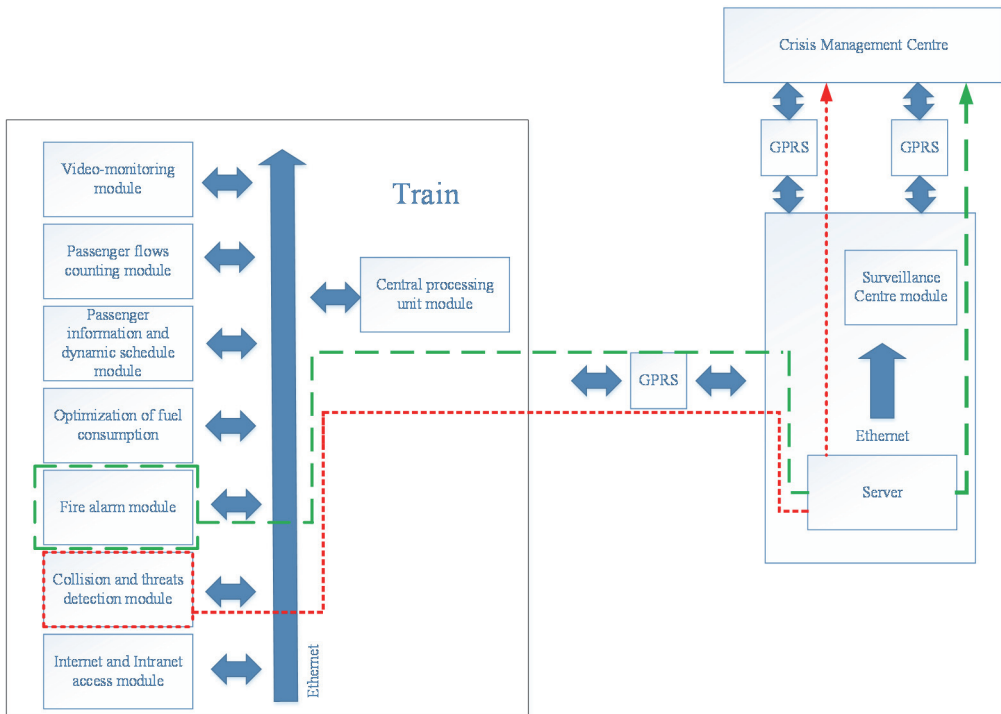 Crisis Management Centre
GPRS
GPRS
Train
Video-monitoring
module
Passenger flows
counting module
Passenger
information and
dynamic schedule
module
Optimization of fuel
consumption
Fire alarm module
Collision and threats
detection module
Internet and Intranet
access module
Ethernet
Central processing
unit module
GPRS
Surveillance
Centre module
Ethernet
Server